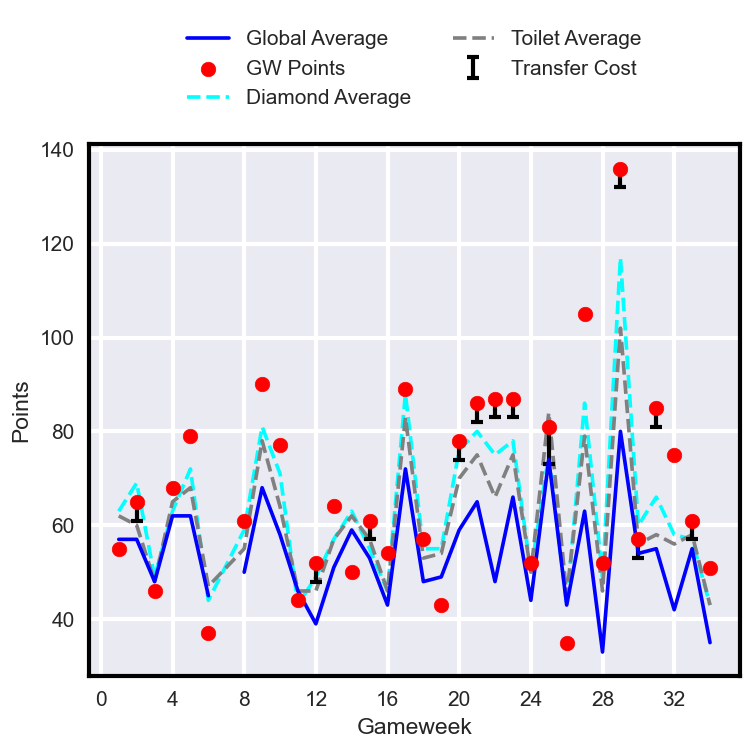 Global Average
GW Points
Diamond Average
Toilet Average
Transfer Cost
140
120
100
80
60
40
Points
0 4 8 12 16 20 24 28 32
Gameweek